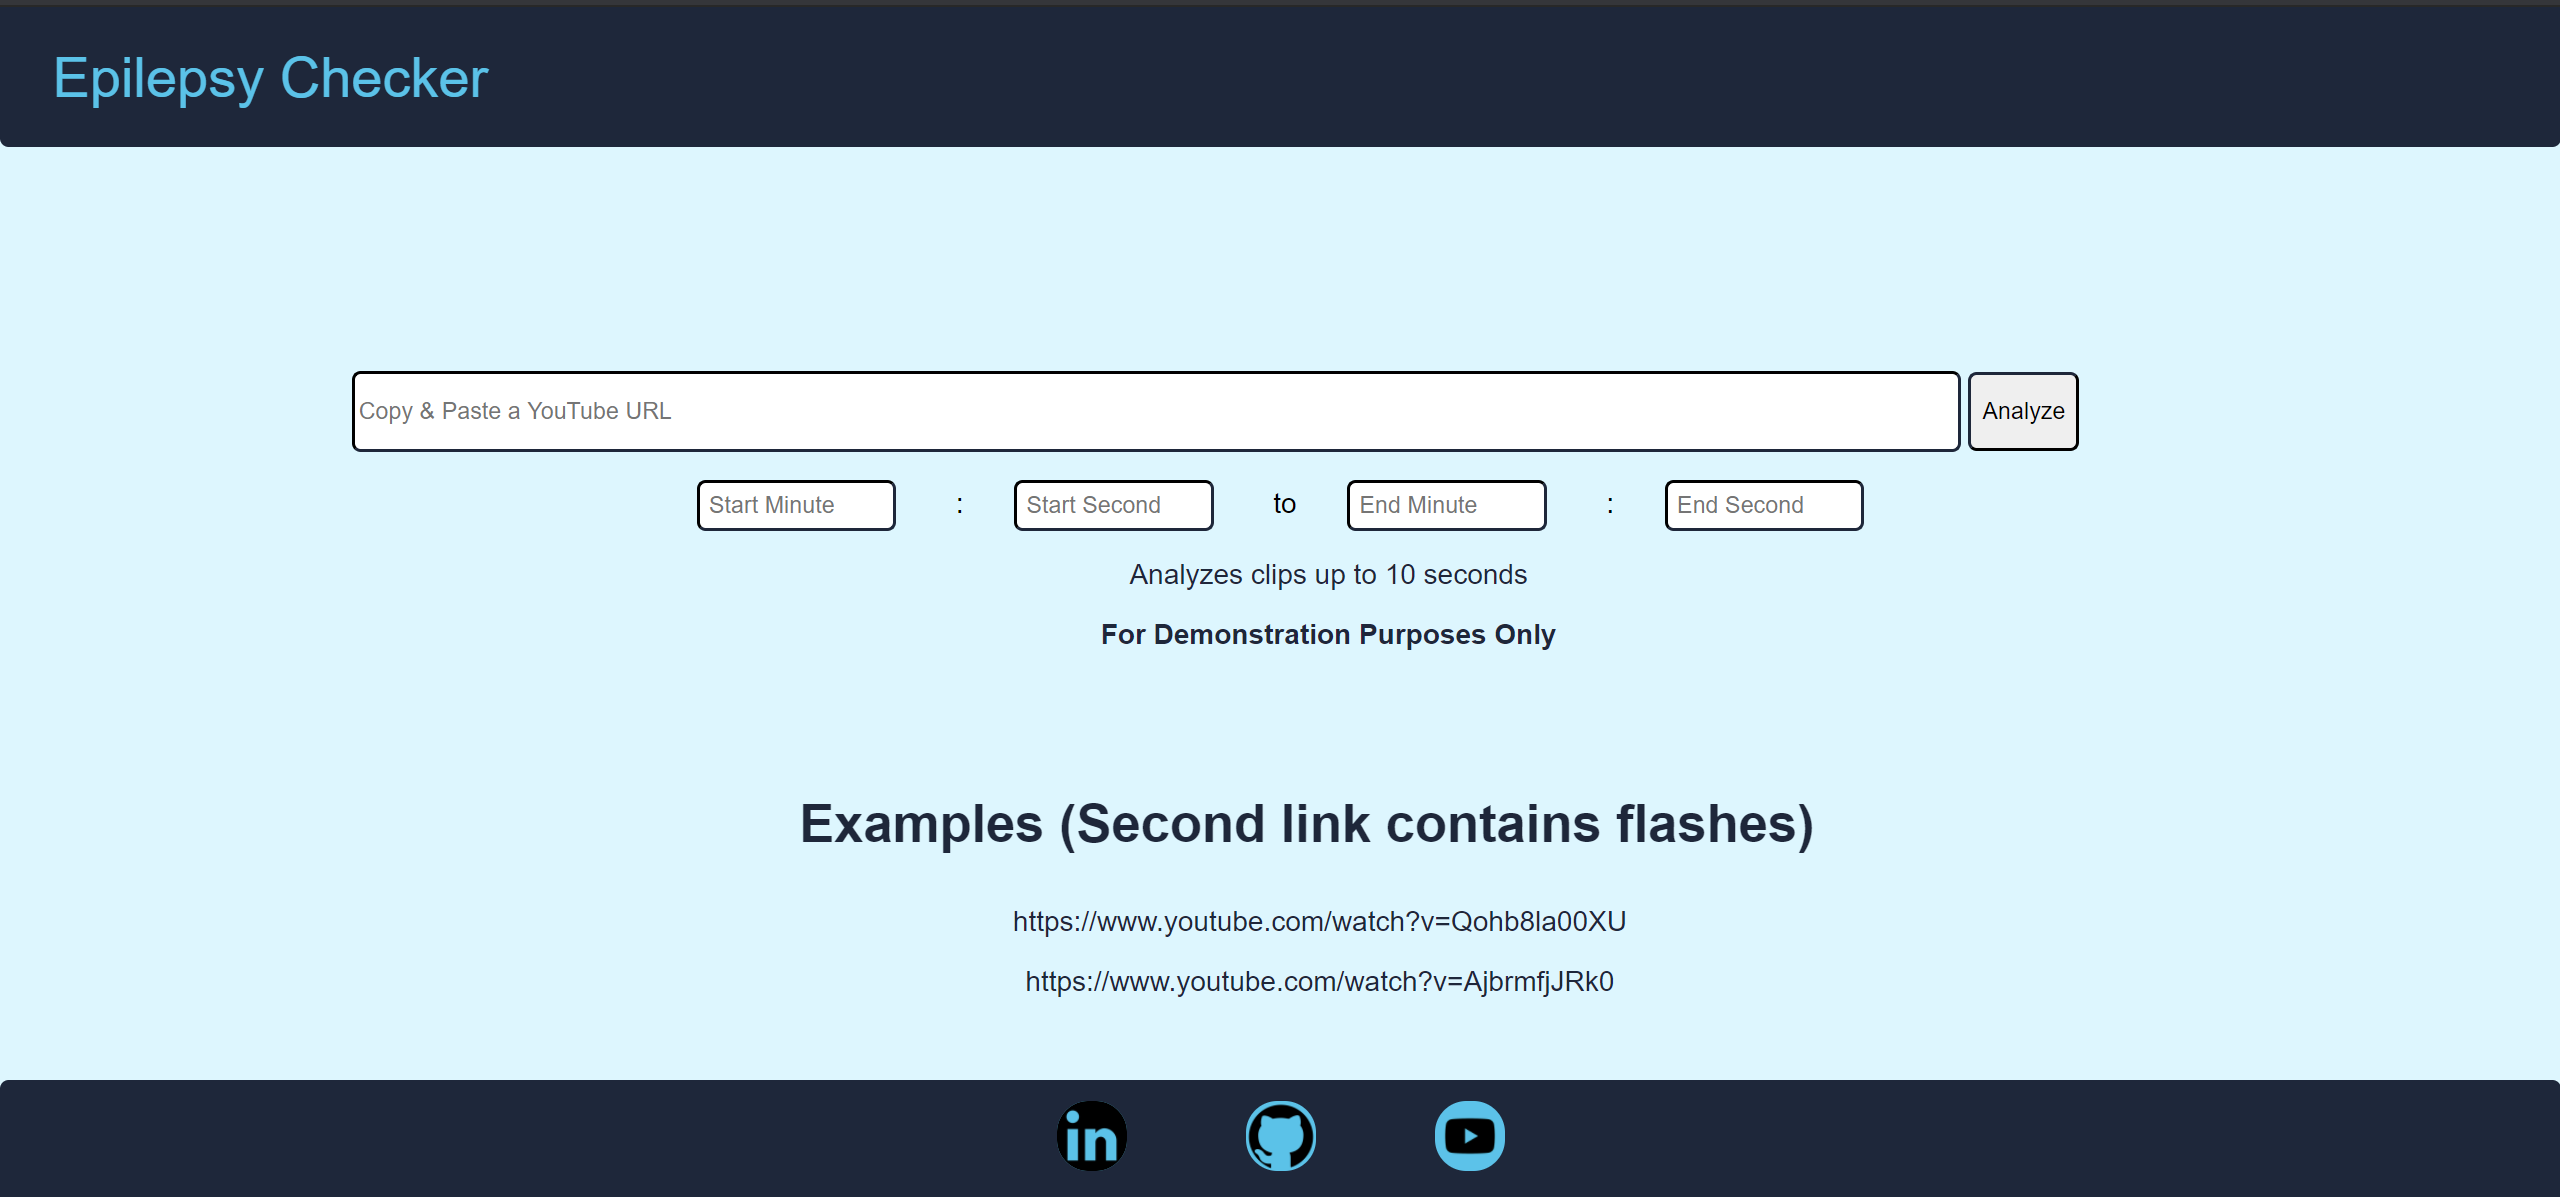 Epilepsy Checker
Copy & Paste a YouTube URL
Analyze
Start Minute : Start Second to End Minute : End Second
Analyzes clips up to 10 seconds
For Demonstration Purposes Only
Examples (Second link contains flashes)
https://www.youtube.com/watch?v=Qohb8la00XU
https://www.youtube.com/watch?v=AjbrmfjJRk0
in